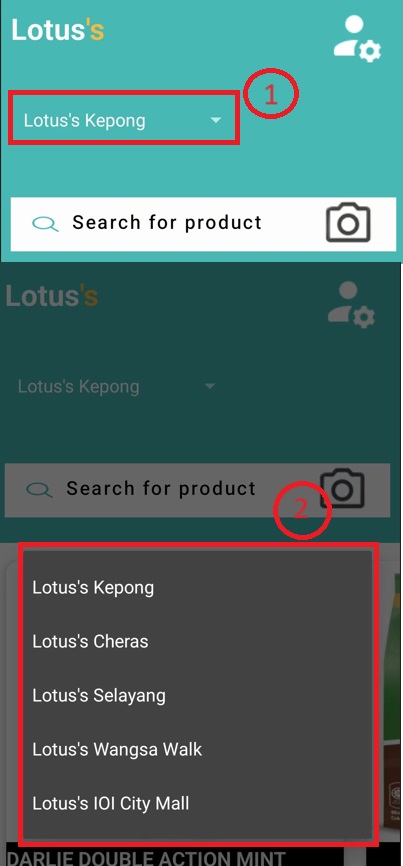 Lotus's
1
Lotus's Kepong
Search for product
Lotus's
Lotus's Kepong
Search for product
2
Lotus's Kepong
Lotus's Cheras
Lotus's Selayang
Lotus's Wangsa Walk
Lotus's IOI City Mall
DARLIE DOUBLE ACTION MINT